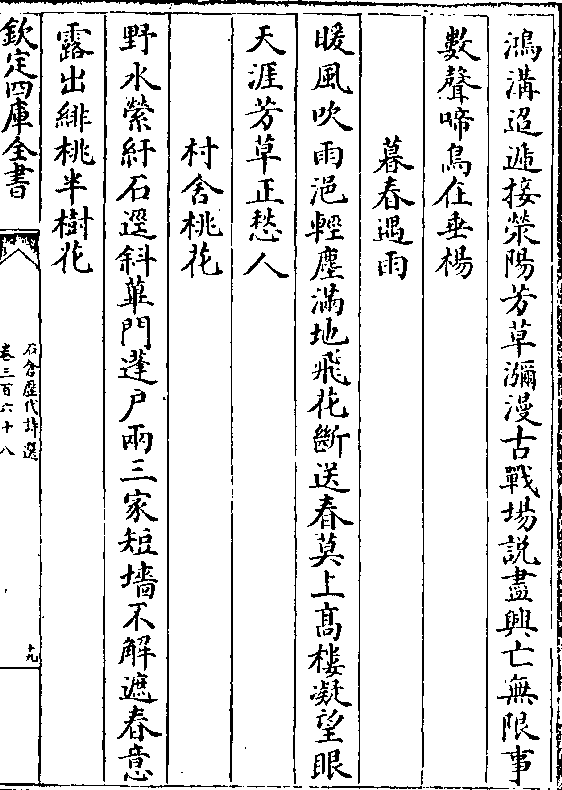 鴻溝迢遞接滎陽芳草瀰漫古戰場説盡興亡無限事
數聲啼鳥在垂楊
暮春遇雨
暖風吹雨浥輕塵滿地飛花斷送春莫上髙樓凝望眼
天涯芳草正愁人
村舍桃花
野水縈紆石逕斜蓽門蓬户兩三家短墻不解遮春意
露出緋桃半樹花
欽定四庫全書
石倉歴代詩選
卷三百六十八
十九